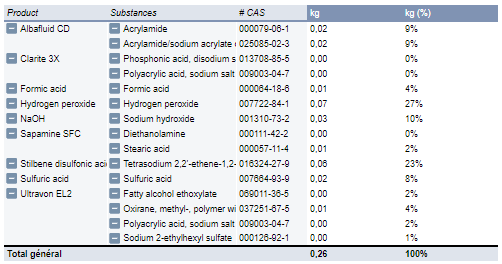 Product Substances # CAS kg kg (%)
Albafluid CD Acrylamide 000079-06-1 0,02 9%
Acrylamide/sodium acrylate 025085-02-3 0,02 9%
Clarite 3X Phosphonic acid, disodium s 013708-85-5 0,00 0%
Polyacrylic acid, sodium salt 009003-04-7 0,00 0%
Formic acid Formic acid 000064-18-6 0,01 4%
Hydrogen peroxide Hydrogen peroxide 007722-84-1 0,07 27%
NaOH Sodium hydroxide 001310-73-2 0,03 10%
Sapamine SFC Diethanolamine 000111-42-2 0,00 0%
Stearic acid 000057-11-4 0,01 2%
Stilbene disulfonic acid Tetrasodium 2,2'-ethene-1,2- 016324-27-9 0,06 23%
Sulfuric acid Sulfuric acid 007664-93-9 0,02 8%
Ultravon EL2 Fatty alcohol ethoxylate 069011-36-5 0,00 2%
Oxirane, methyl-, polymer wi 037251-67-5 0,01 4%
Polyacrylic acid, sodium salt 009003-04-7 0,00 2%
Sodium 2-ethylhexyl sulfate 000126-92-1 0,00 1%
Total général 0,26 100%